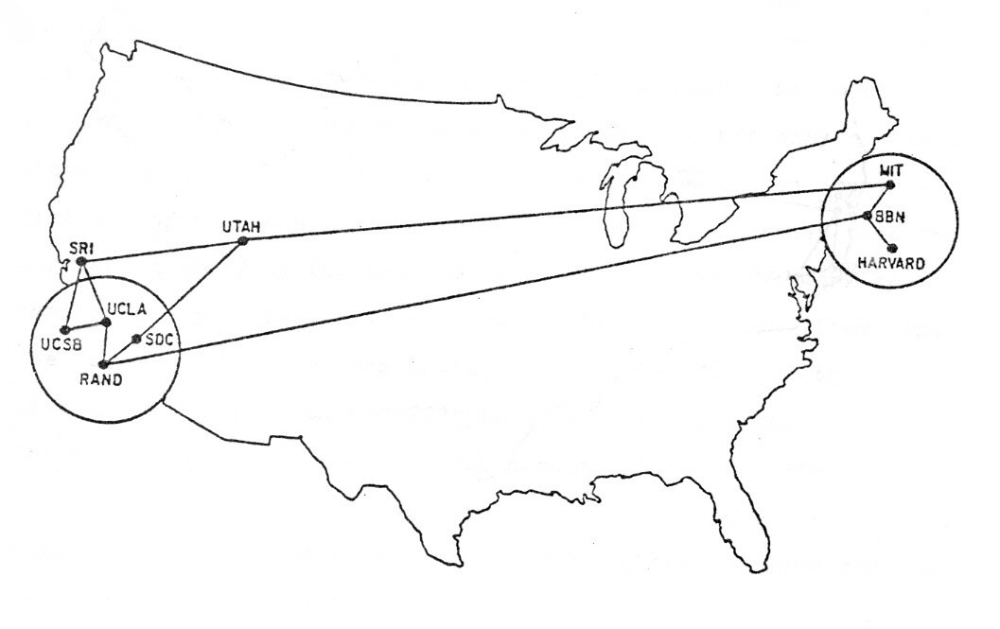 MIT
BBN
HARVARD
UTAH
SRI
UCLA
SDC
UCSB
RAND